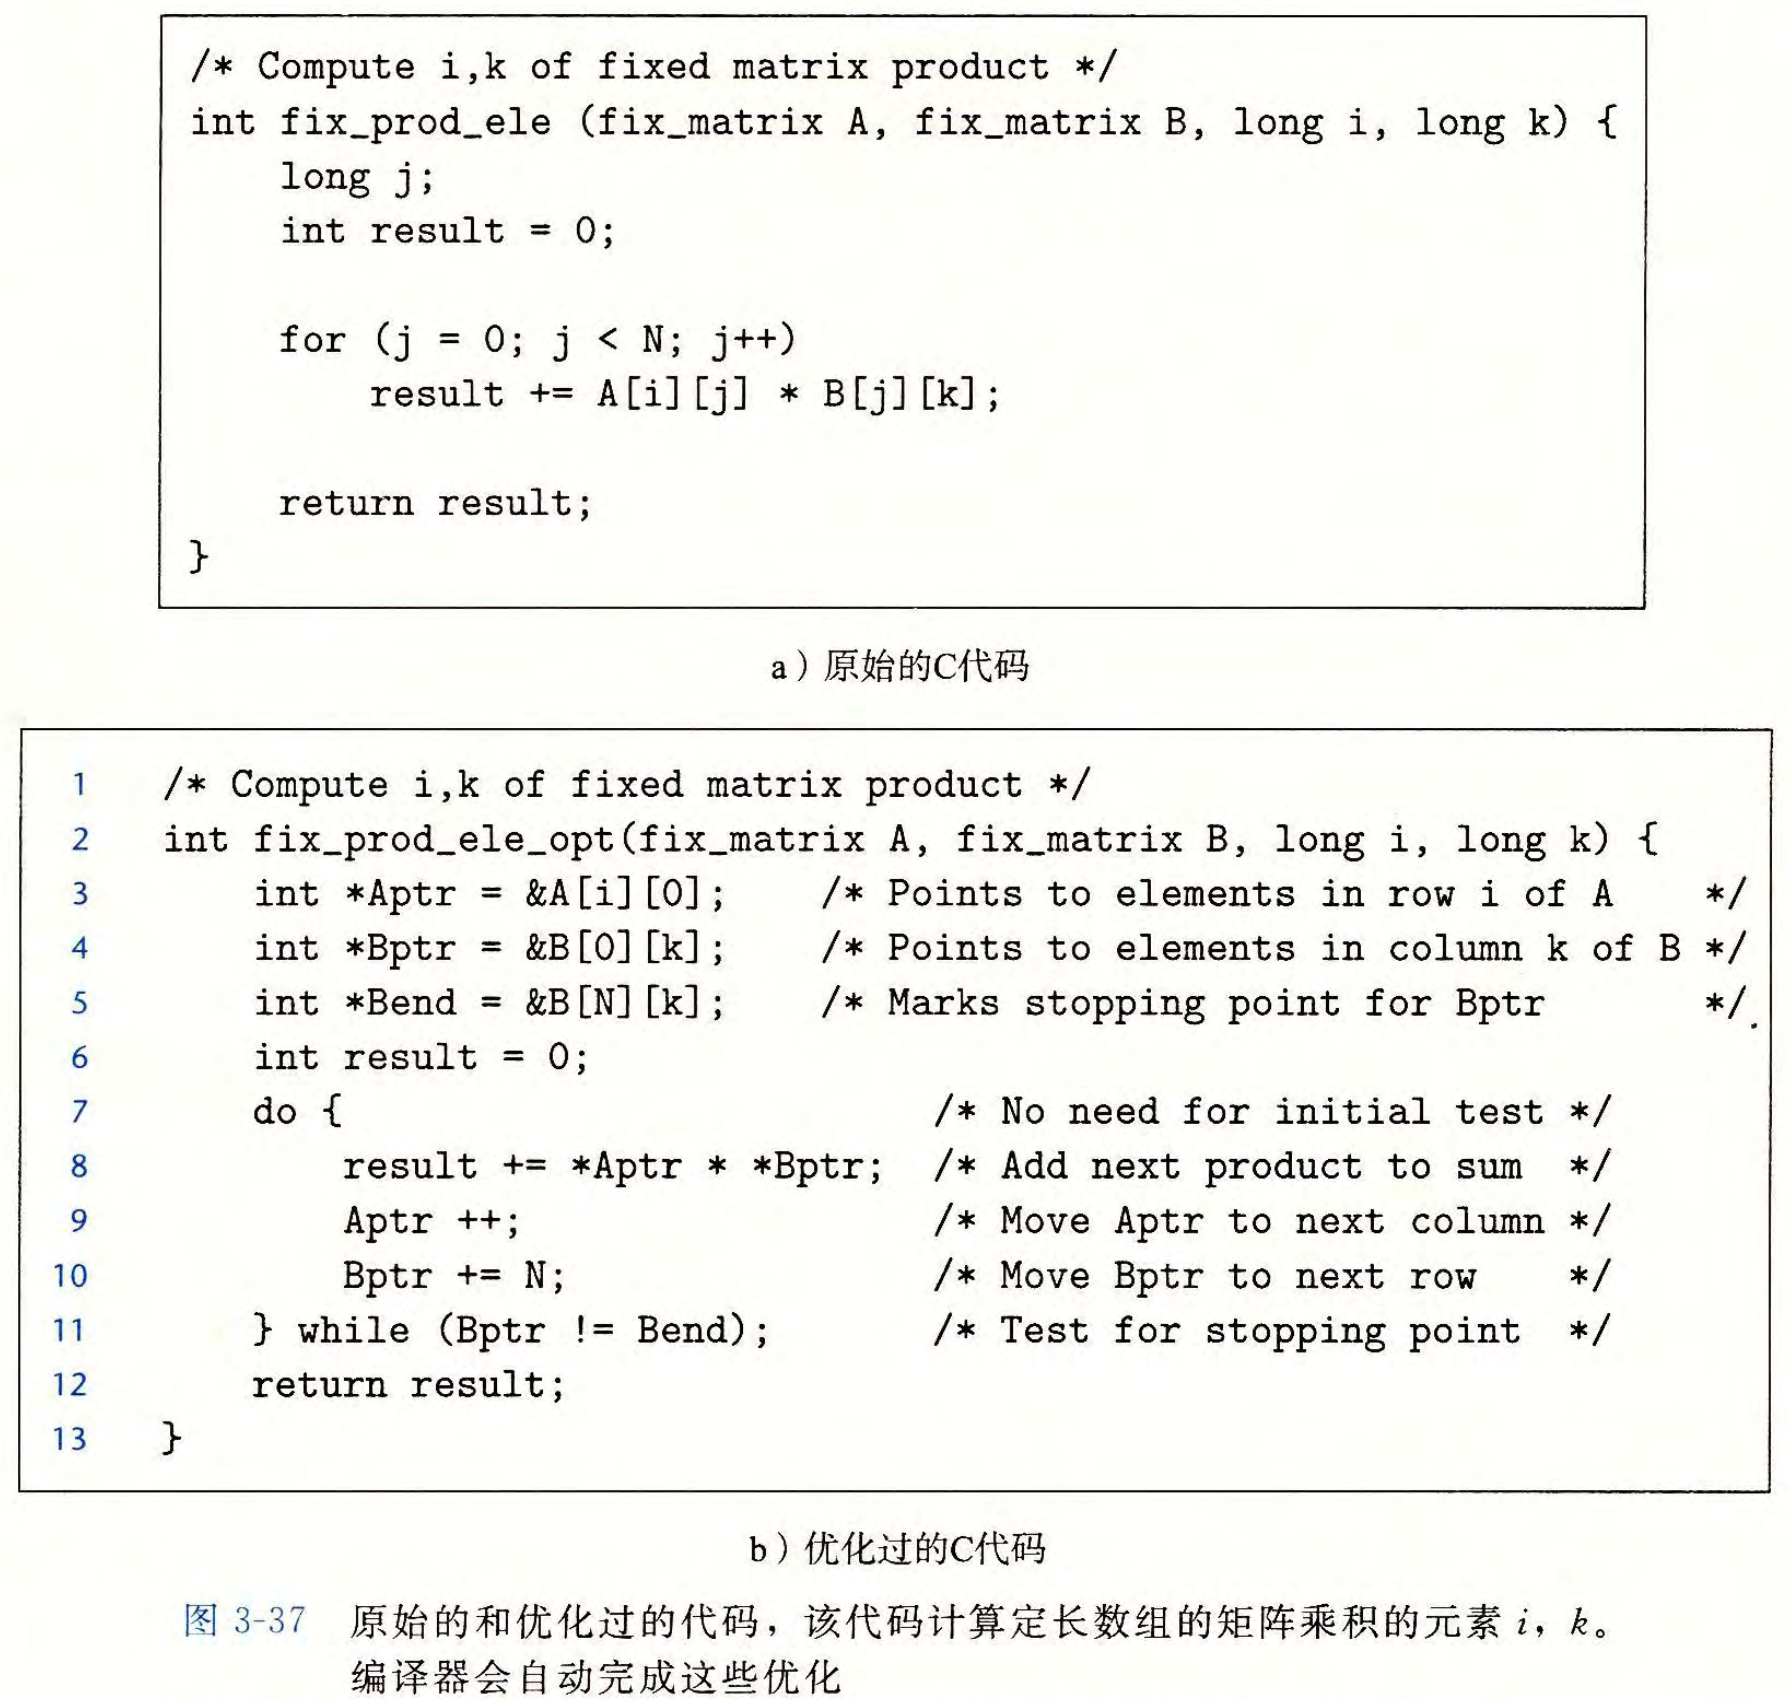 /* Compute i,k of fixed matrix product */
int fix_prod_ele (fix_matrix A, fix_matrix B, long i, long k) {
    long j;
    int result = 0;

    for (j = 0; j < N; j++)
        result += A[i][j] * B[j][k];

    return result;
}
a）原始的C代码
1    /* Compute i,k of fixed matrix product */
2    int fix_prod_ele_opt(fix_matrix A, fix_matrix B, long i, long k) {
3        int *Aptr = &A[i][0];    /* Points to elements in row i of A    */
4        int *Bptr = &B[0][k];    /* Points to elements in column k of B */
5        int *Bend = &B[N][k];    /* Marks stopping point for Bptr       */
6        int result = 0;
7        do {                          /* No need for initial test */
8            result += *Aptr * *Bptr;  /* Add next product to sum  */
9            Aptr ++;                  /* Move Aptr to next column */
10            Bptr += N;                /* Move Bptr to next row    */
11        } while (Bptr != Bend);       /* Test for stopping point  */
12        return result;
13    }
b）优化过的C代码
图 3-37 原始的和优化过的代码，该代码计算定长数组的矩阵乘积的元素 i，k。
编译器会自动完成这些优化